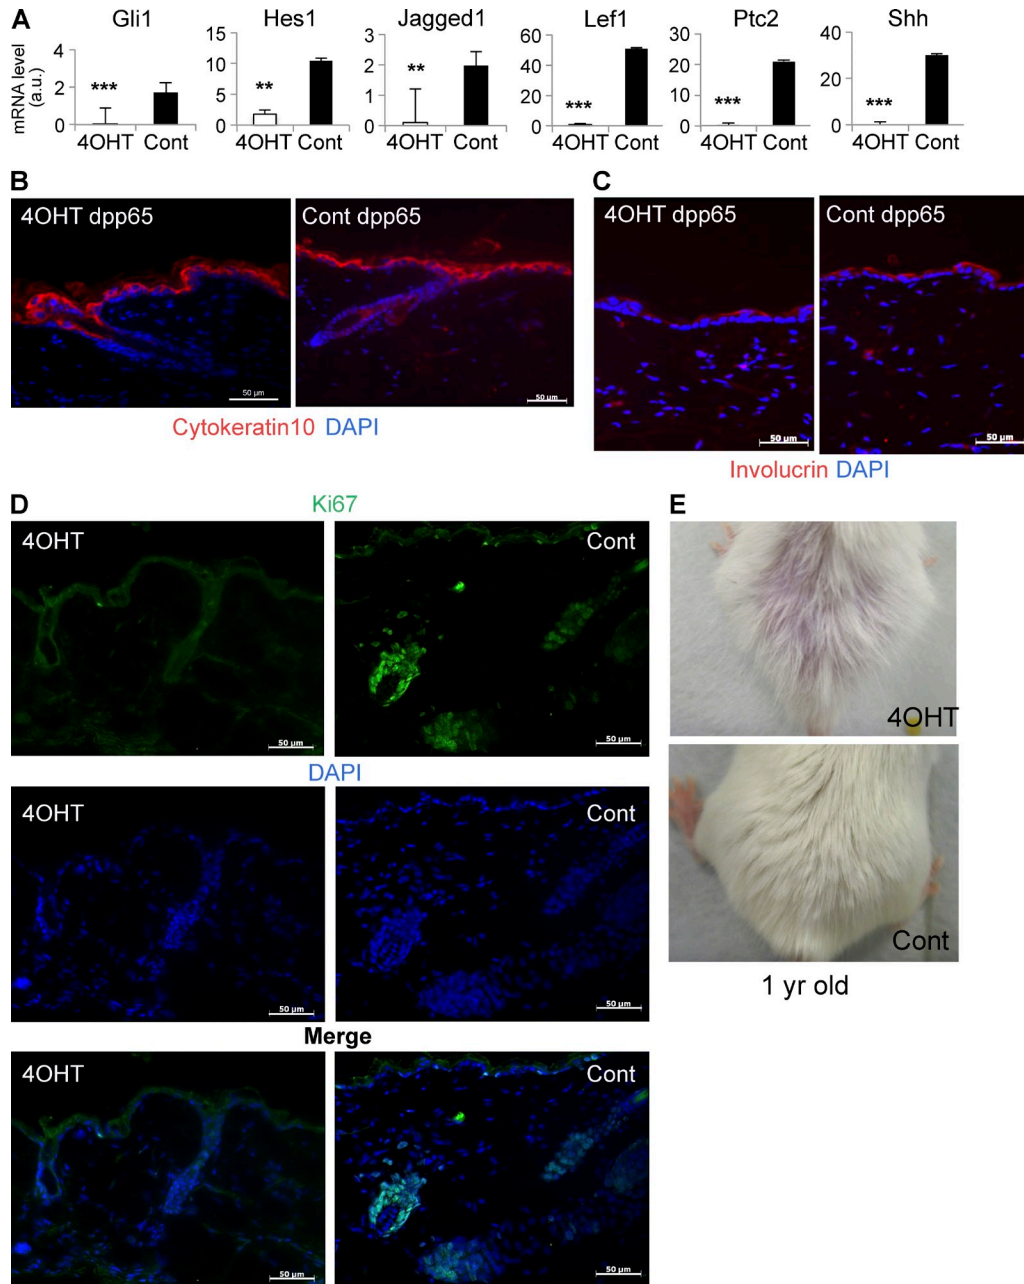 A
Gli1 Hes1 Jagged1 Lef1 Ptc2 Shh
mRNA level
(a.u.)
4 2 0
***
4OHT Cont
15 10 5 0
**
4OHT Cont
3 2 1 0
**
4OHT Cont
60 40 20 0
***
4OHT Cont
30 20 10 0
***
4OHT Cont
40 20 0
***
4OHT Cont
B
4OHT dpp65
50 µm
Cont dpp65
50 µm
Cytokeratin10 DAPI
C
4OHT dpp65
50 µm
Cont dpp65
50 µm
Involucrin DAPI
D
Ki67
4OHT
50 µm
Cont
50 µm
DAPI
4OHT
50 µm
Cont
50 µm
Merge
4OHT
50 µm
Cont
50 µm
E
4OHT
Cont
1 yr old